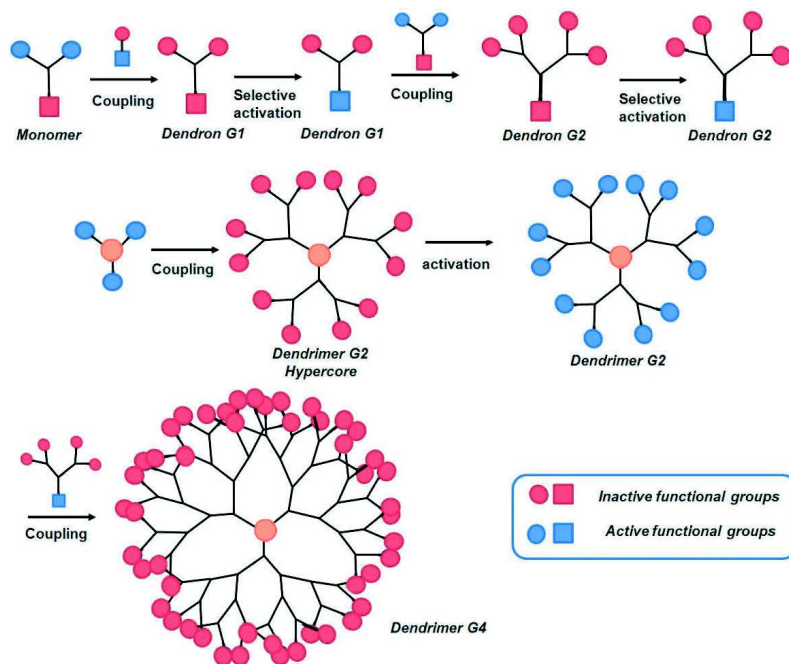 Monomer
Coupling
Dendron G1
Selective
activation
Dendron G1
Coupling
Dendron G2
Selective
activation
Dendron G2
Coupling
Dendrimer G2
Hypercore
activation
Dendrimer G2
Coupling
Dendrimer G4
Inactive functional groups
Active functional groups